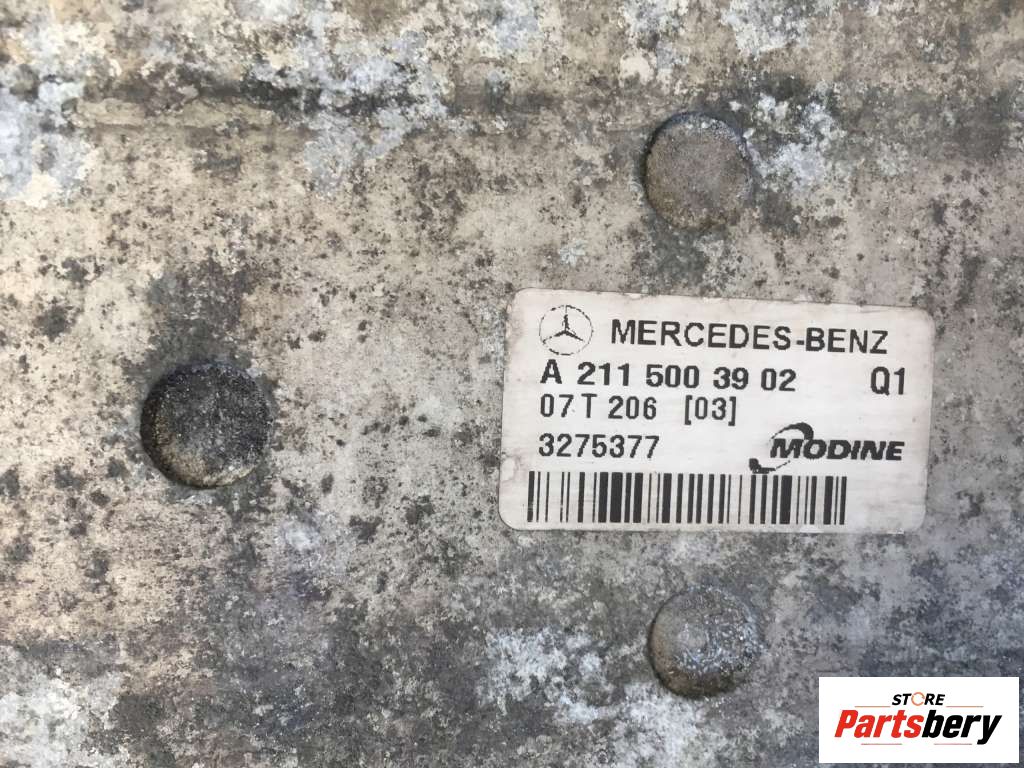 MERCEDES-BENZ
A 211 500 39 02 Q1
07 T 206 [03]
3275377 MODINE
STORE
Partsbery